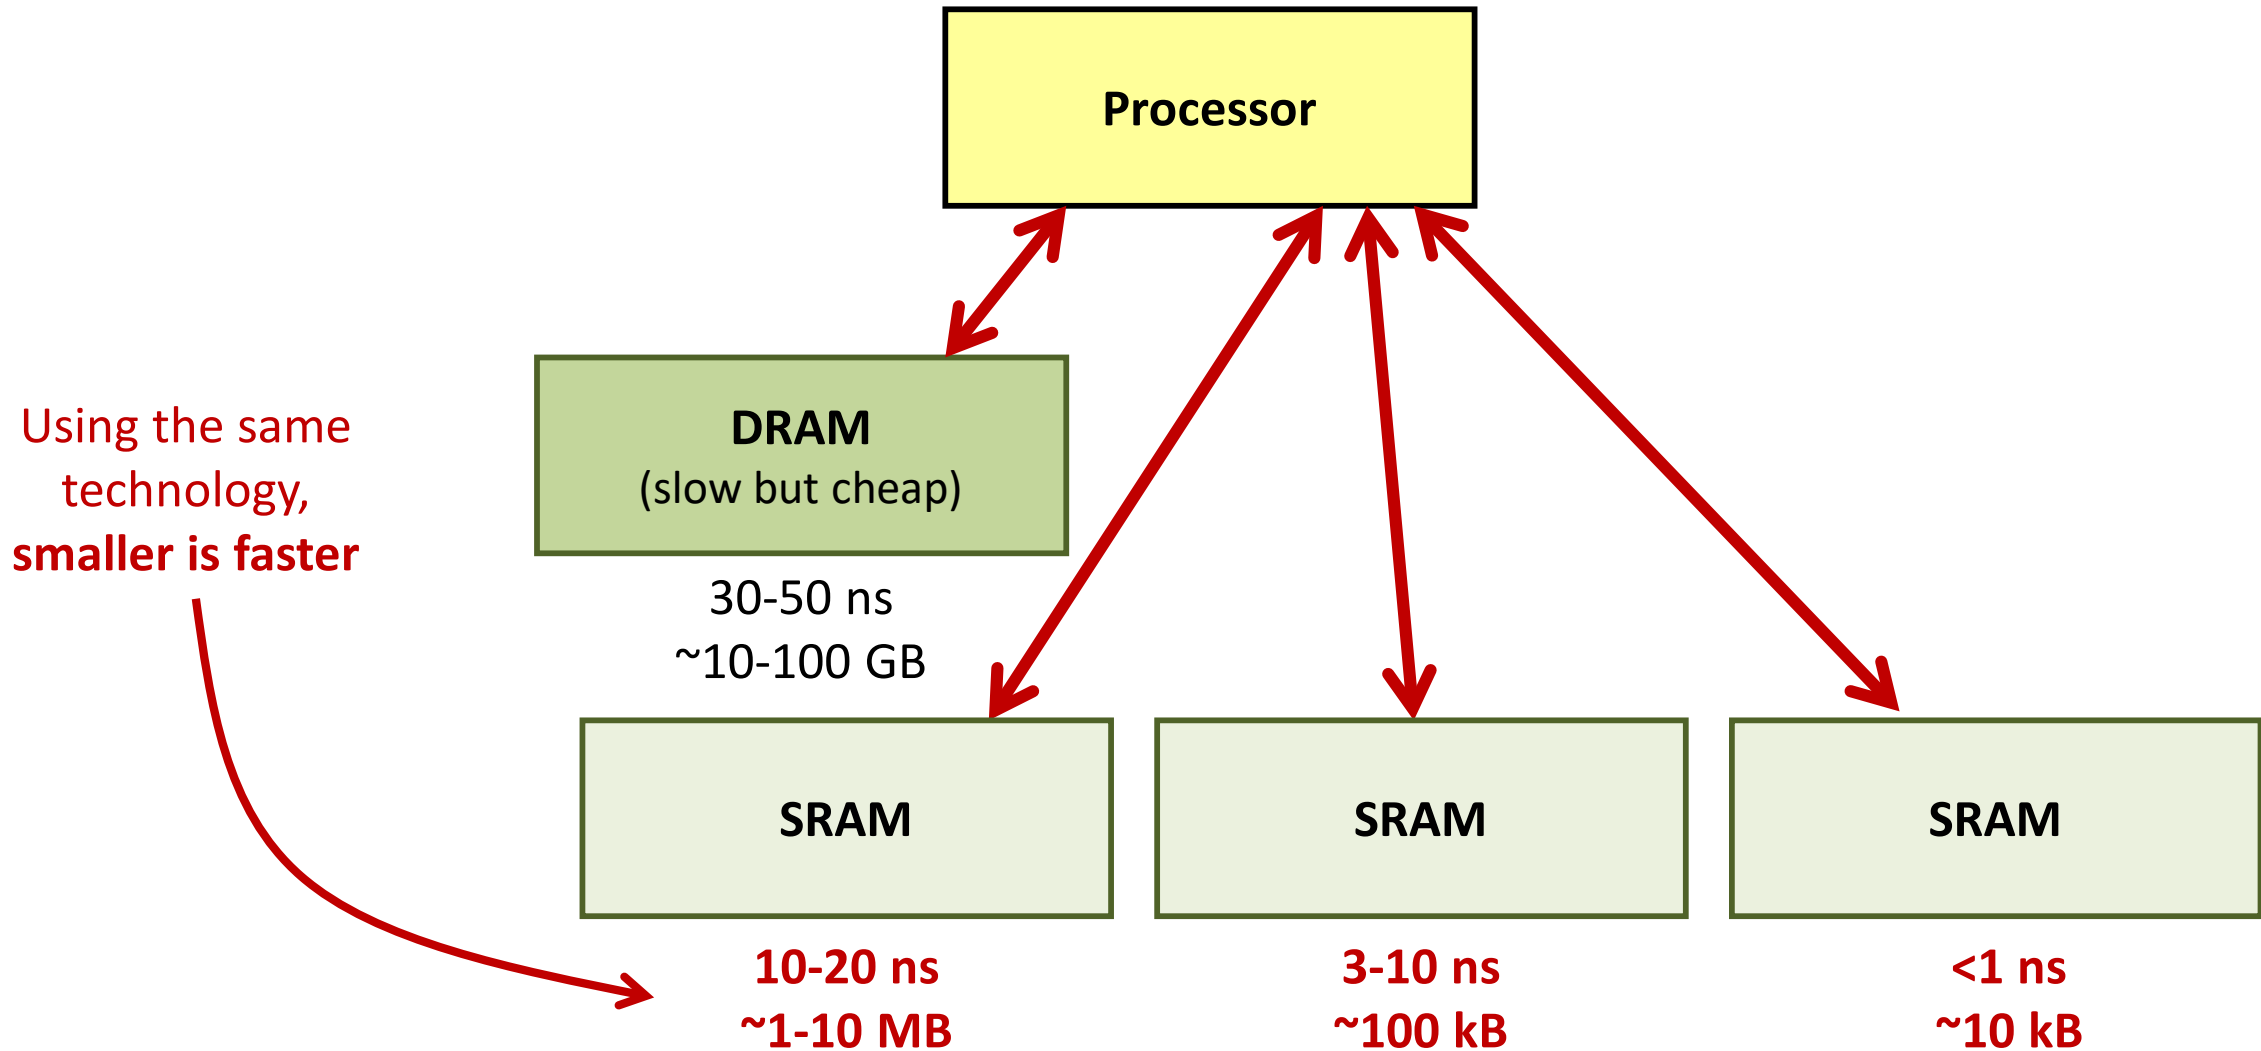 Processor
DRAM
(slow but cheap)
30-50 ns
~10-100 GB
Using the same
technology,
smaller is faster
SRAM
10-20 ns
~1-10 MB
SRAM
3-10 ns
~100 kB
SRAM
<1 ns
~10 kB